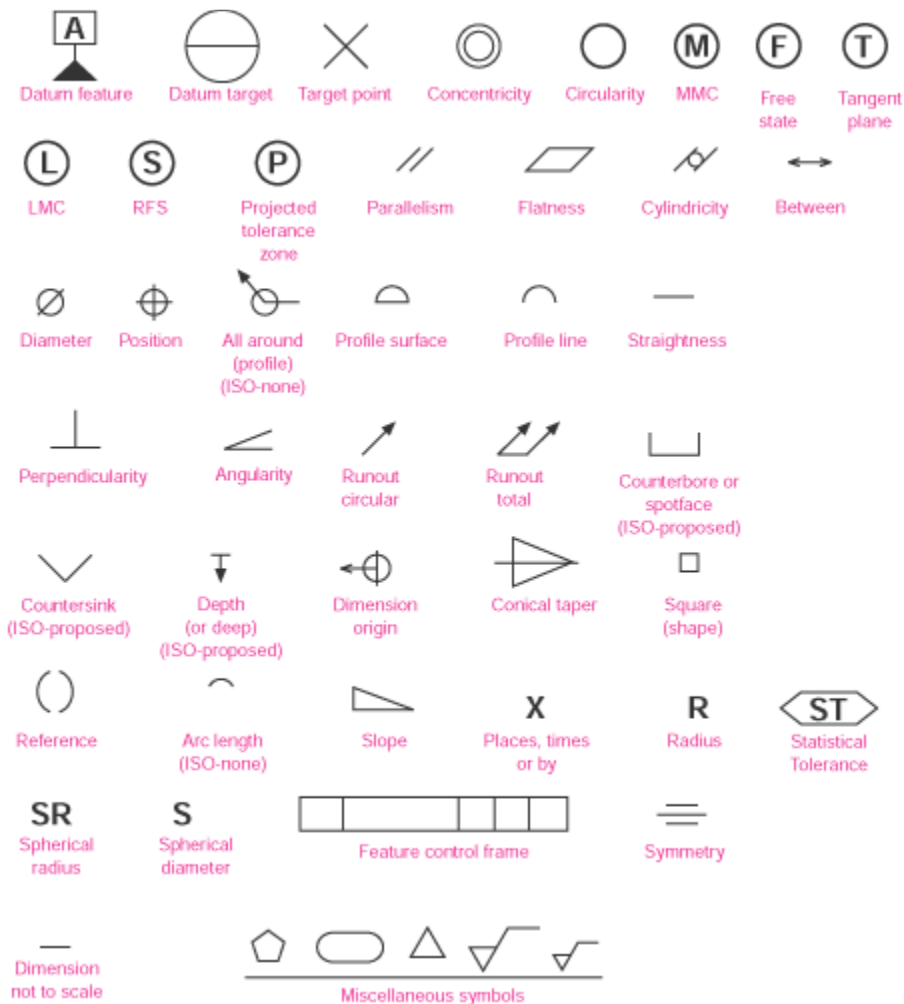 A
M
F
T
Datum feature
Datum target
Target point
Concentricity
Circularity
MMC
Free
state
Tangent
plane
L
S
P
LMC
RFS
Projected
tolerance
zone
Parallelism
Flatness
Cylindricity
Between
Diameter
Position
All around
(profile)
(ISO-none)
Profile surface
Profile line
Straightness
Perpendicularity
Angularity
Runout
circular
Runout
total
Counterbore or
spotface
(ISO-proposed)
Countersink
(ISO-proposed)
Depth
(or deep)
(ISO-proposed)
Dimension
origin
Conical taper
Square
(shape)
( )
X
R
ST
Reference
Arc length
(ISO-none)
Slope
Places, times
or by
Radius
Statistical
Tolerance
SR
S
Spherical
radius
Spherical
diameter
Feature control frame
Symmetry
Dimension
not to scale
Miscellaneous symbols